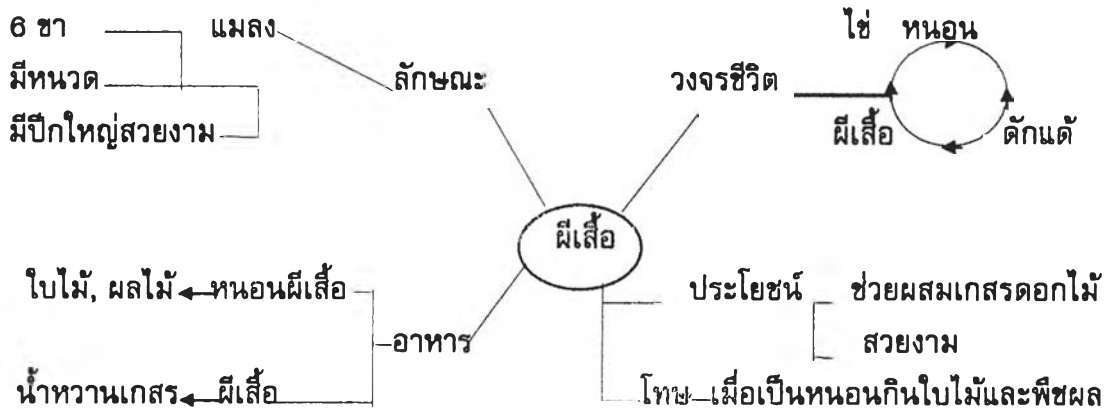 6 ขา แมลง
มีหนวด ลักษณะ
มีปีกใหญ่สวยงาม
ไข่ หนอน
วงจรชีวิต
ผีเสื้อ ดักแด้
ผีเสื้อ
ใบไม้, ผลไม้ หนอนผีเสื้อ
อาหาร
น้ำหวานเกสร ผีเสื้อ
ประโยชน์ ช่วยผสมเกสรดอกไม้
สวยงาม
โทษ เมื่อเป็นหนอนกินใบไม้และพืชผล